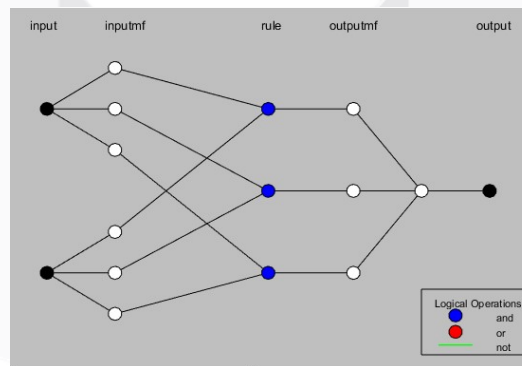 input inputmf rule outputmf output
Logical Operations
and
or
not